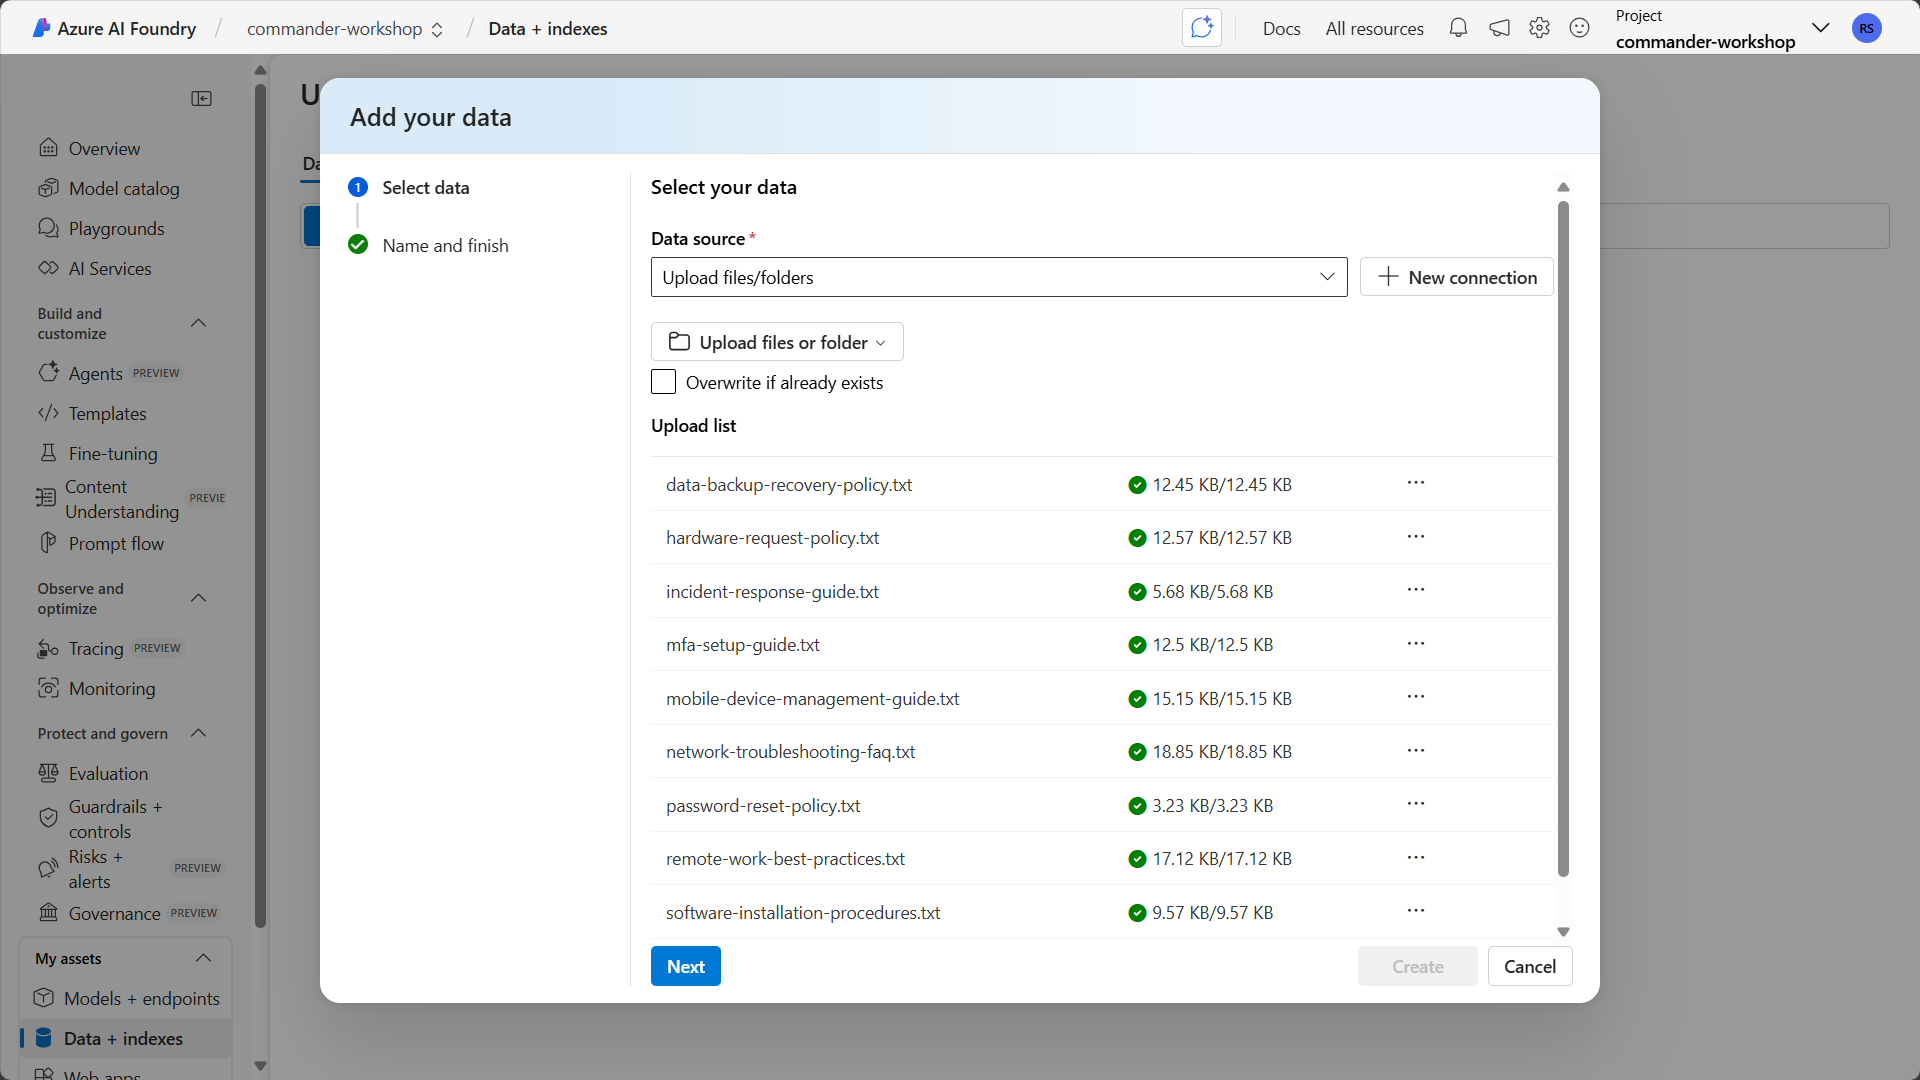 Azure AI Foundry / commander-workshop / Data + indexes
Docs
All resources
Project
commander-workshop
RS
Overview
Model catalog
Playgrounds
AI Services
Build and
customize
Agents PREVIEW
Templates
Fine-tuning
Content
Understanding PREVIE
Prompt flow
Observe and
optimize
Tracing PREVIEW
Monitoring
Protect and govern
Evaluation
Guardrails +
controls
Risks +
alerts PREVIEW
Governance PREVIEW
My assets
Models + endpoints
Data + indexes
Web apps
U
Da
Add your data
1 Select data
Name and finish
Select your data
Data source *
Upload files/folders
New connection
Upload files or folder
Overwrite if already exists
Upload list
data-backup-recovery-policy.txt 12.45 KB/12.45 KB ...
hardware-request-policy.txt 12.57 KB/12.57 KB ...
incident-response-guide.txt 5.68 KB/5.68 KB ...
mfa-setup-guide.txt 12.5 KB/12.5 KB ...
mobile-device-management-guide.txt 15.15 KB/15.15 KB ...
network-troubleshooting-faq.txt 18.85 KB/18.85 KB ...
password-reset-policy.txt 3.23 KB/3.23 KB ...
remote-work-best-practices.txt 17.12 KB/17.12 KB ...
software-installation-procedures.txt 9.57 KB/9.57 KB ...
Next
Create
Cancel